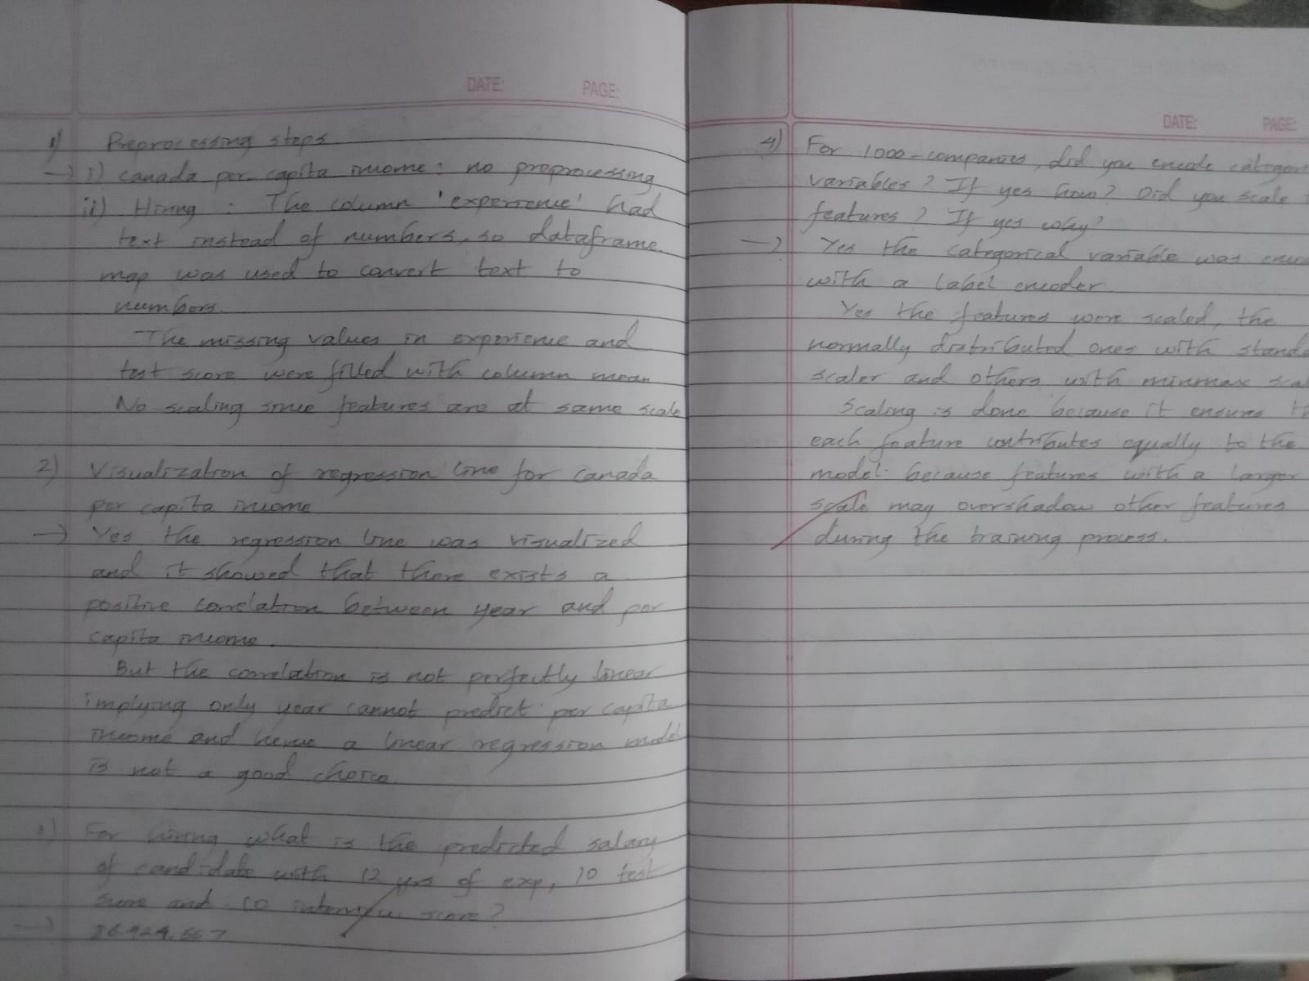 DATE: PAGE:
1) Preprocessing steps
→ i) Canada per capita income: no preprocessing
ii) Hiring : The column 'experience' had
text instead of numbers, so dataframe
map was used to convert text to
numbers.
The missing values in experience and
test score were filled with column mean
No scaling since features are at same scale
2) Visualization of regression line for Canada
per capita income
→ Yes the regression line was visualized
and it showed that there exists a
positive correlation between year and per
capita income.
But the correlation is not perfectly linear
implying only year cannot predict per capita
income and hence a linear regression model
is not a good choice
3) For hiring what is the predicted salary
of candidate with 12 yrs of exp, 10 test
score and 10 interview score?
→
DATE: PAGE:
4) For 1000-companies, did you encode categor
variables? If yes how? Did you scale
features? If yes why?
→ Yes the categorical variable was enco
with a label encoder
Yes the features were scaled, the
normally distributed ones with stand
scaler and others with minmax scal
Scaling is done because it ensures th
each feature contributes equally to the
model because features with a larger
scale may overshadow other features
during the training process.